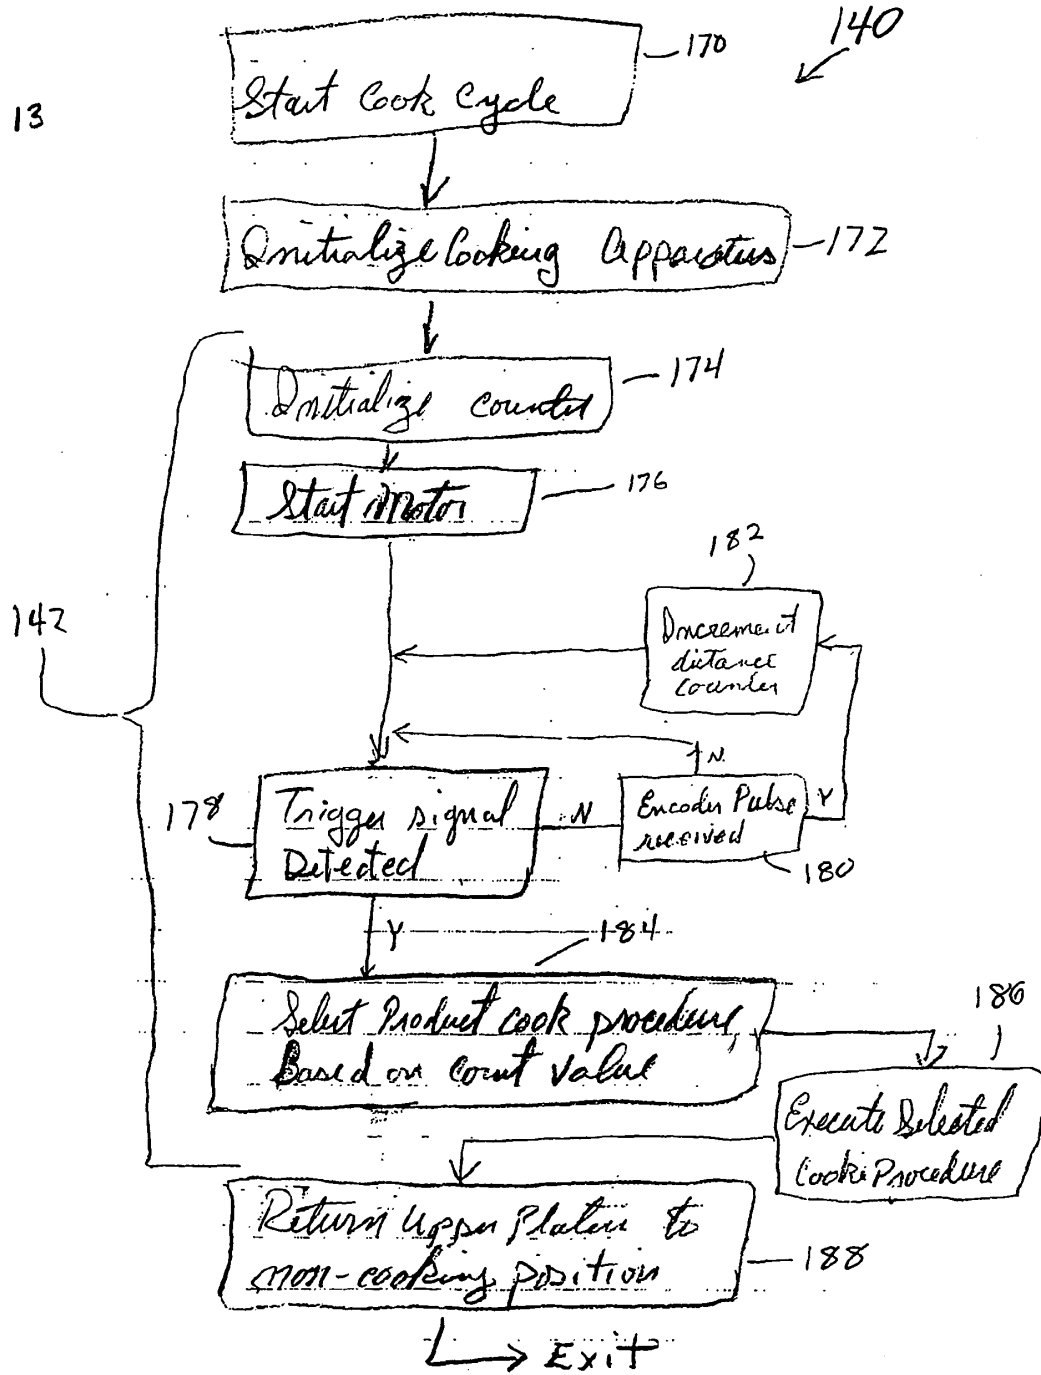 140
170
Start Cook Cycle
13
Initialize Cooking Apparatus
172
174
Initialize counter
Start Motor
176
182
Increment
distance
counter
142
N
178
Trigger signal
Detected
N
Encoder Pulse
received
Y
180
Y
184
Select Product cook procedure,
Based on count value
186
Execute Selected
Cook Procedure
Return Upper Platen to
non-cooking position
188
Exit